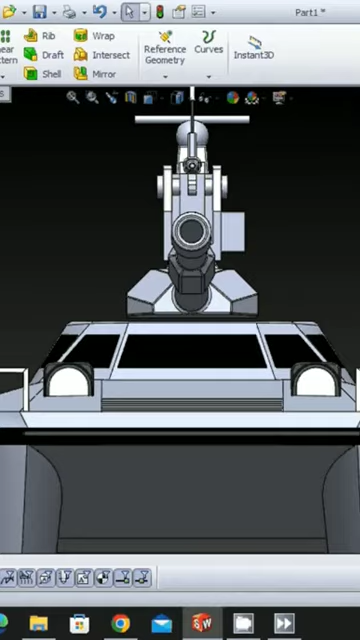 Part1 *
Rib
Wrap
Reference Geometry
Curves
Instant3D
Draft
Intersect
Shell
Mirror